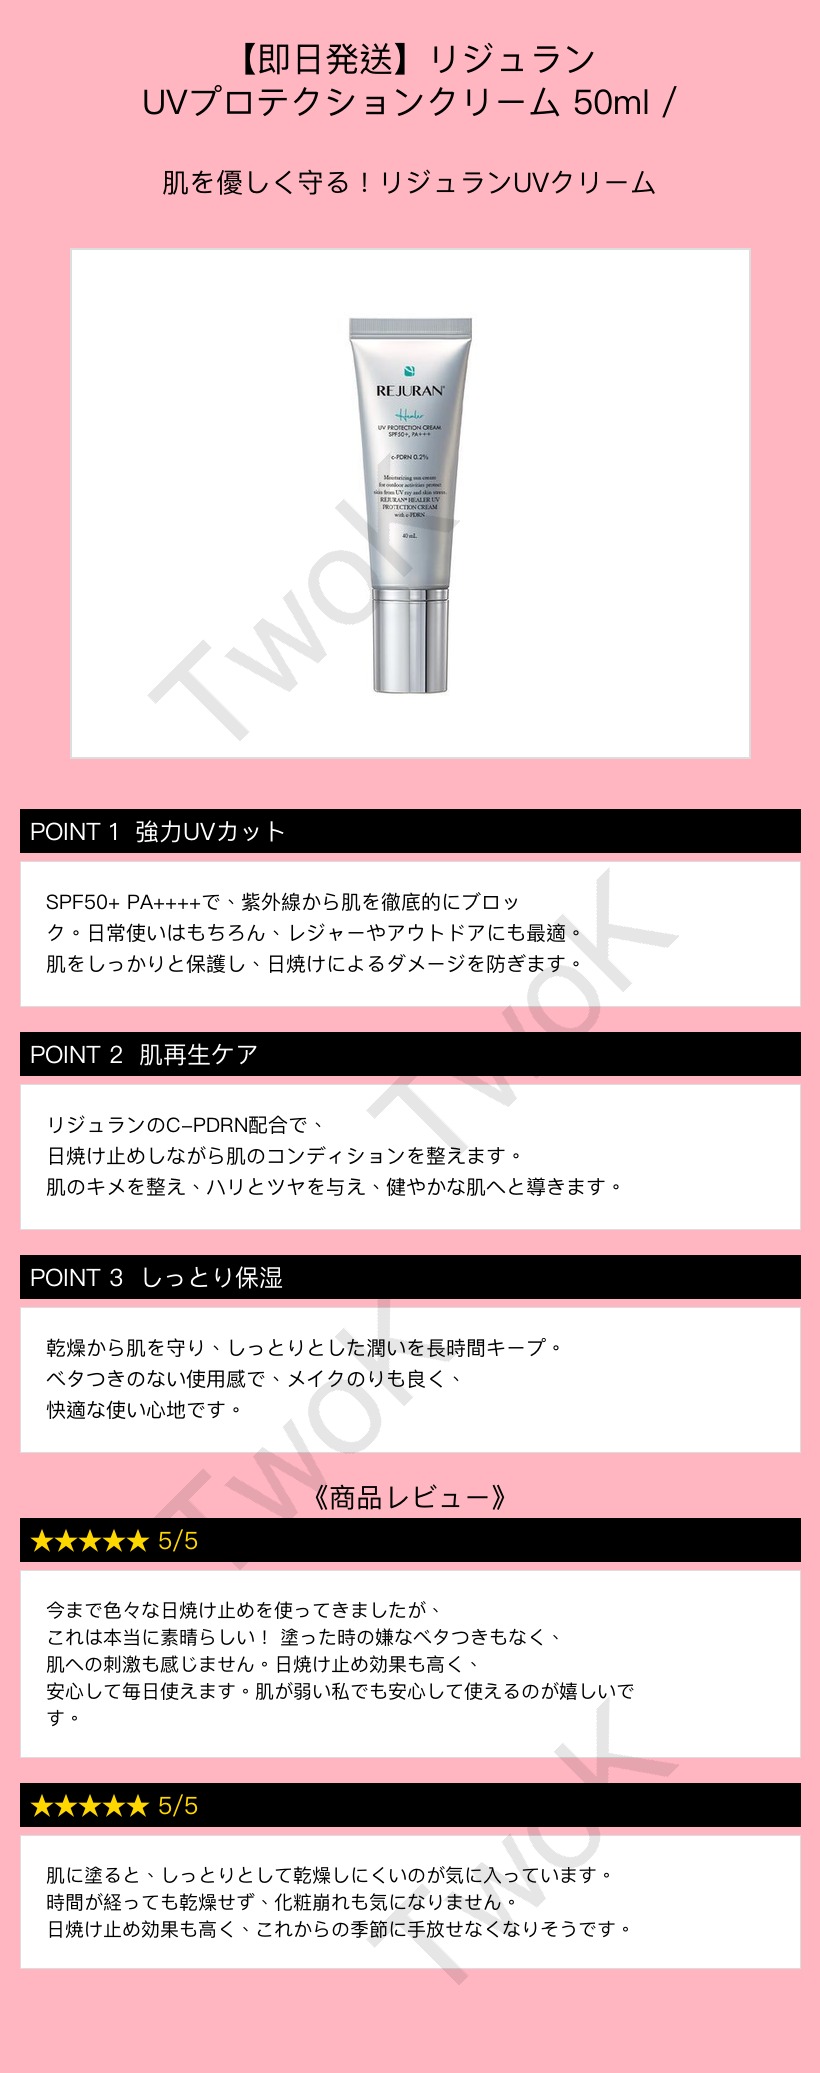 【即日発送】リジュラン
UVプロテクションクリーム 50ml /
肌を優しく守る！リジュランUVクリーム
REJURAN®
Healer
UV PROTECTION CREAM
SPF50+, PA+++
c-PDRN 0.2%
Moisturizing sun cream
for outdoor activities protect
skin from UV ray and skin stress.
REJURAN® HEALER UV
PROTECTION CREAM
with c-PDRN
40 mL
TwoK
POINT 1 強力UVカット
SPF50+ PA++++で、紫外線から肌を徹底的にブロッ
ク。日常使いはもちろん、レジャーやアウトドアにも最適。
肌をしっかりと保護し、日焼けによるダメージを防ぎます。
TwoK
POINT 2 肌再生ケア
リジュランのC-PDRN配合で、
日焼け止めしながら肌のコンディションを整えます。
肌のキメを整え、ハリとツヤを与え、健やかな肌へと導きます。
POINT 3 しっとり保湿
乾燥から肌を守り、しっとりとした潤いを長時間キープ。
ベタつきのない使用感で、メイクのりも良く、
快適な使い心地です。
TwoK
《商品レビュー》
★★★★★ 5/5
今まで色々な日焼け止めを使ってきましたが、
これは本当に素晴らしい！ 塗った時の嫌なベタつきもなく、
肌への刺激も感じません。日焼け止め効果も高く、
安心して毎日使えます。肌が弱い私でも安心して使えるのが嬉しいで
す。
★★★★★ 5/5
肌に塗ると、しっとりとして乾燥しにくいのが気に入っています。
時間が経っても乾燥せず、化粧崩れも気になりません。
日焼け止め効果も高く、これからの季節に手放せなくなりそうです。
TwoK